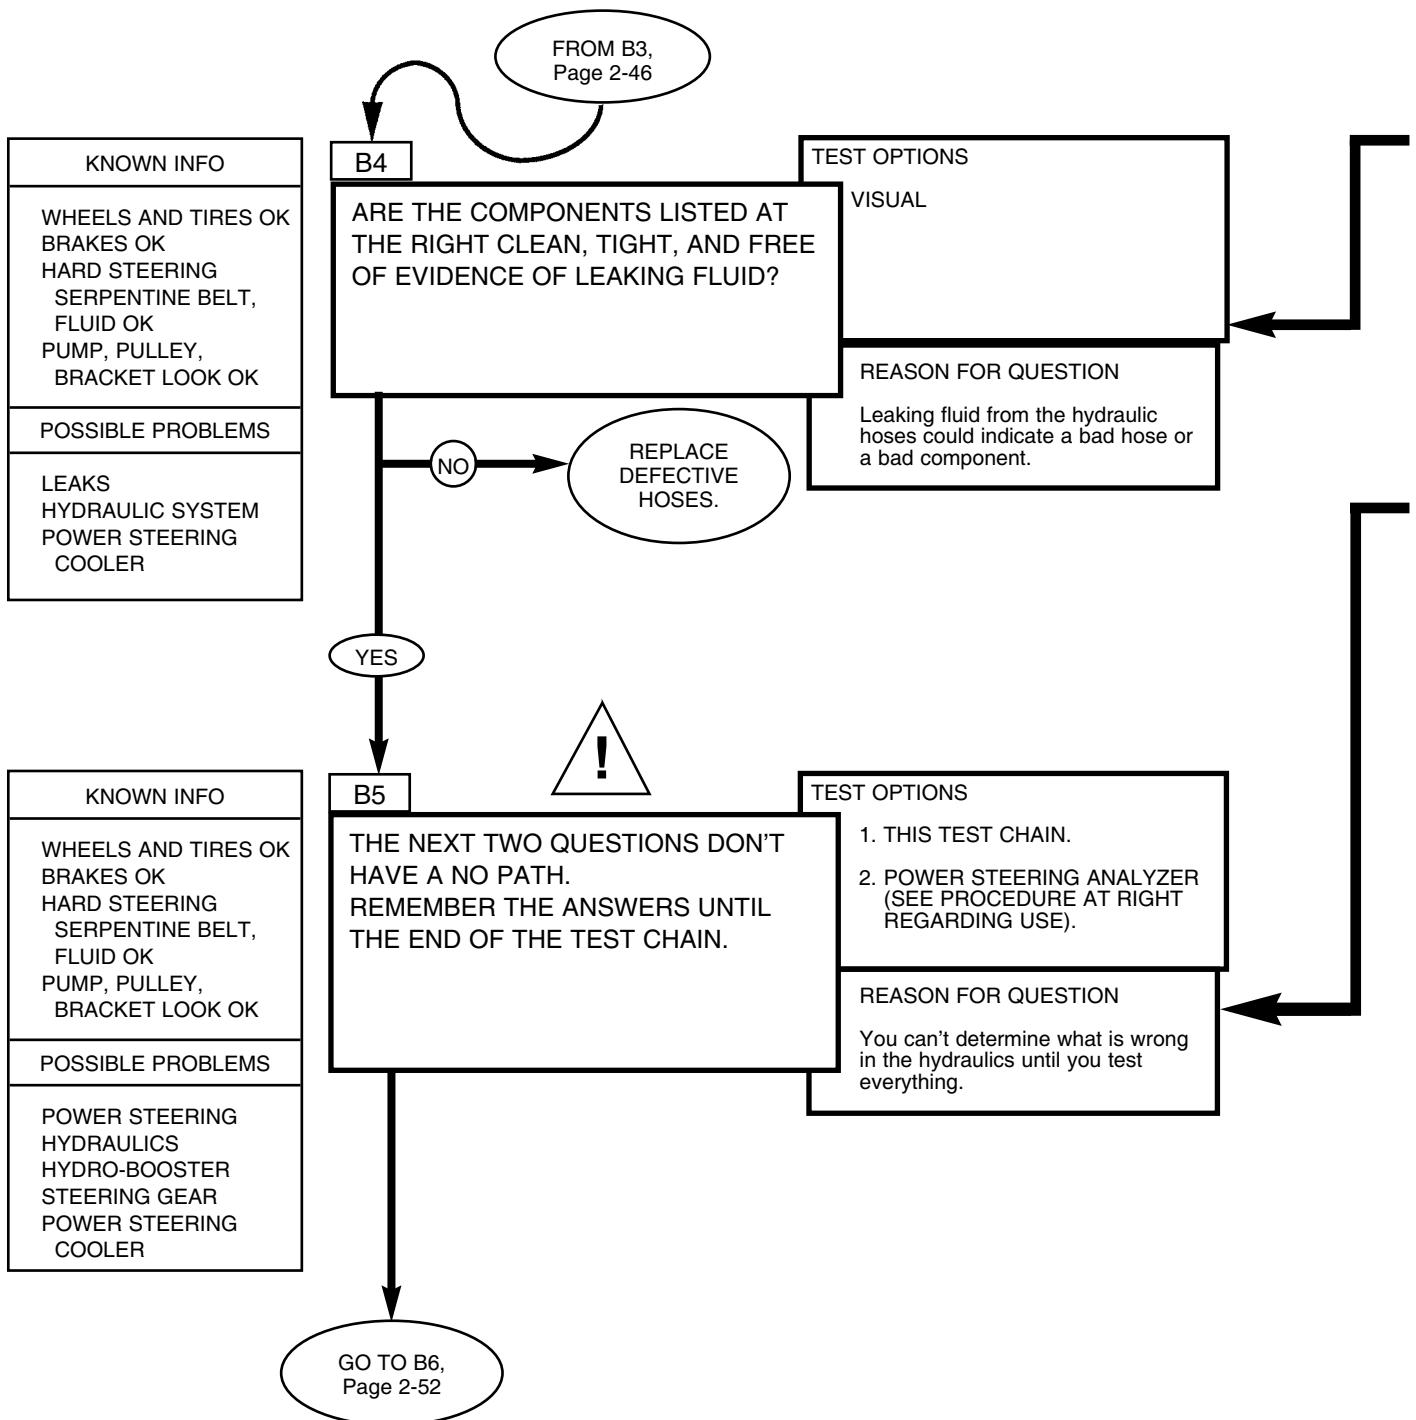 FROM B3,
Page 2-46
KNOWN INFO
WHEELS AND TIRES OK
BRAKES OK
HARD STEERING
SERPENTINE BELT,
FLUID OK
PUMP, PULLEY,
BRACKET LOOK OK
POSSIBLE PROBLEMS
LEAKS
HYDRAULIC SYSTEM
POWER STEERING
COOLER
B4
ARE THE COMPONENTS LISTED AT
THE RIGHT CLEAN, TIGHT, AND FREE
OF EVIDENCE OF LEAKING FLUID?
TEST OPTIONS
VISUAL
REASON FOR QUESTION
Leaking fluid from the hydraulic
hoses could indicate a bad hose or
a bad component.
NO
REPLACE
DEFECTIVE
HOSES.
YES
!
KNOWN INFO
WHEELS AND TIRES OK
BRAKES OK
HARD STEERING
SERPENTINE BELT,
FLUID OK
PUMP, PULLEY,
BRACKET LOOK OK
POSSIBLE PROBLEMS
POWER STEERING
HYDRAULICS
HYDRO-BOOSTER
STEERING GEAR
POWER STEERING
COOLER
B5
THE NEXT TWO QUESTIONS DON'T
HAVE A NO PATH.
REMEMBER THE ANSWERS UNTIL
THE END OF THE TEST CHAIN.
TEST OPTIONS
1. THIS TEST CHAIN.
2. POWER STEERING ANALYZER
(SEE PROCEDURE AT RIGHT
REGARDING USE).
REASON FOR QUESTION
You can't determine what is wrong
in the hydraulics until you test
everything.
GO TO B6,
Page 2-52